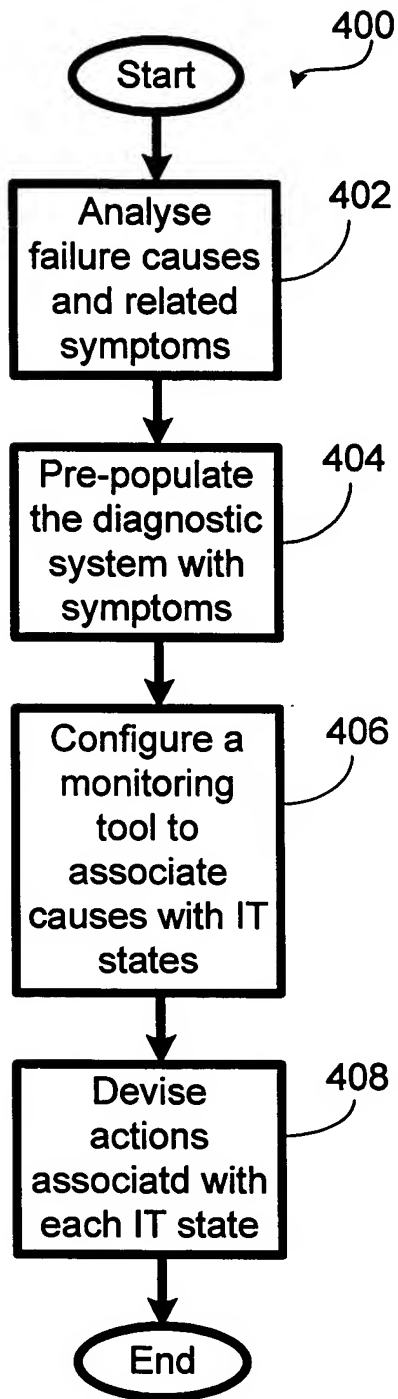 400
Start
402
Analyse
failure causes
and related
symptoms
404
Pre-populate
the diagnostic
system with
symptoms
406
Configure a
monitoring
tool to
associate
causes with IT
states
408
Devise
actions
associatd with
each IT state
End